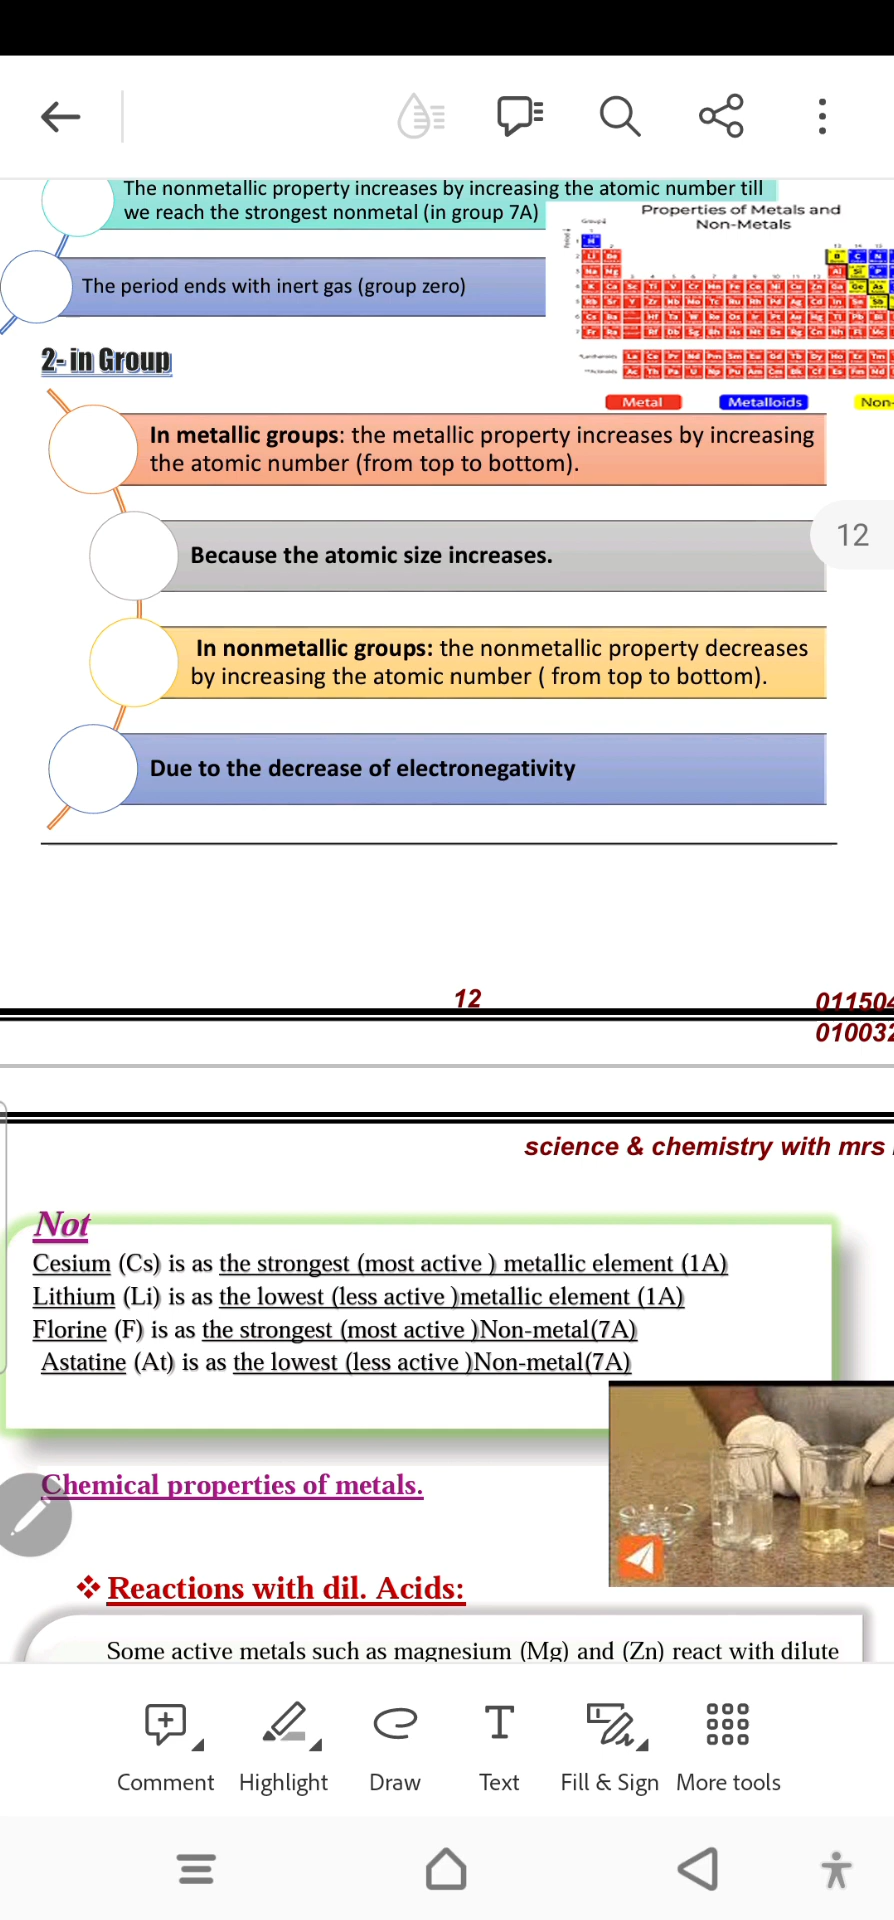 The nonmetallic property increases by increasing the atomic number till
we reach the strongest nonmetal (in group 7A)
Properties of Metals and
Non-Metals
The period ends with inert gas (group zero)
2- in Group
Metal
Metalloids
Non-
In metallic groups: the metallic property increases by increasing
the atomic number (from top to bottom).
12
Because the atomic size increases.
In nonmetallic groups: the nonmetallic property decreases
by increasing the atomic number ( from top to bottom).
Due to the decrease of electronegativity
12
011504
010032
science & chemistry with mrs
Not
Cesium (Cs) is as the strongest (most active ) metallic element (1A)
Lithium (Li) is as the lowest (less active )metallic element (1A)
Florine (F) is as the strongest (most active )Non-metal(7A)
Astatine (At) is as the lowest (less active )Non-metal(7A)
Chemical properties of metals.
❖ Reactions with dil. Acids:
Some active metals such as magnesium (Mg) and (Zn) react with dilute
Comment Highlight Draw Text Fill & Sign More tools